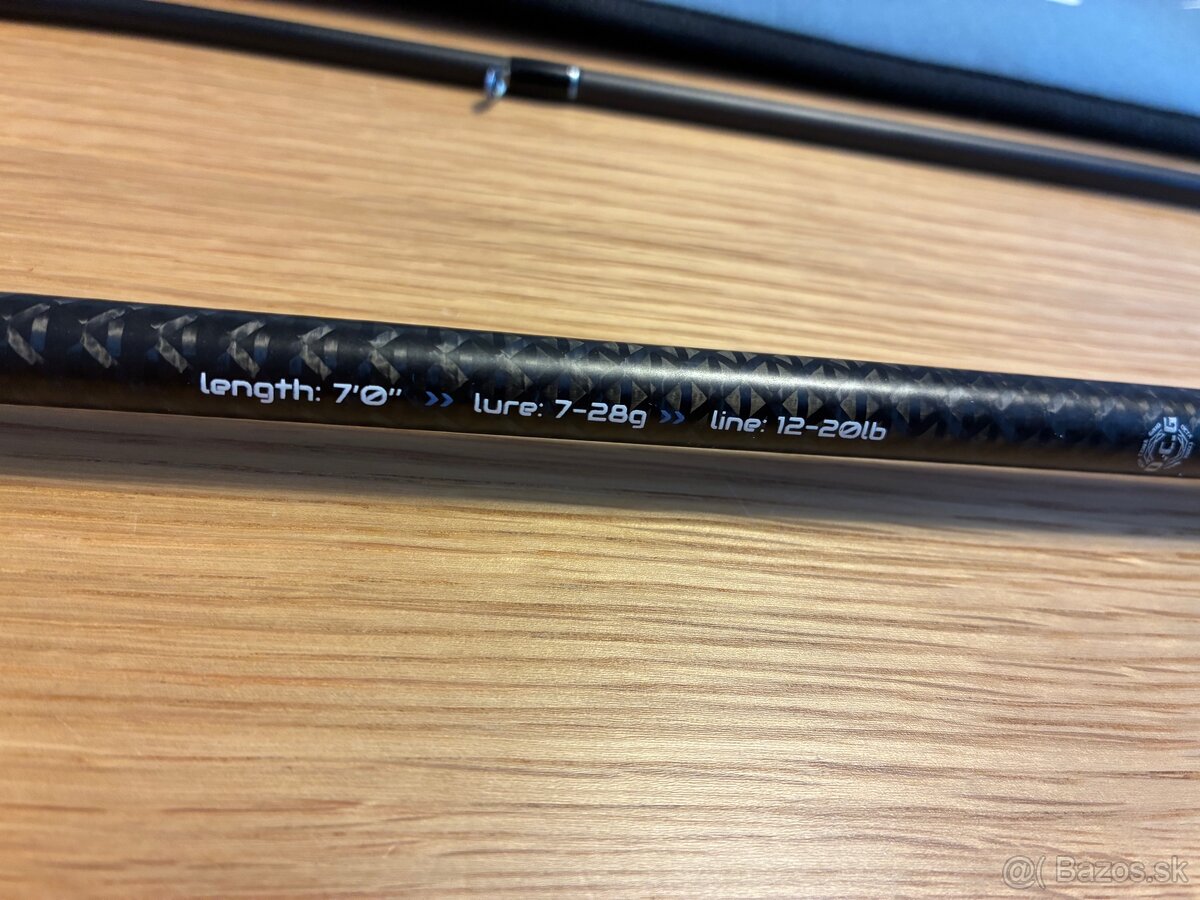 length: 7'0" >> lure: 7-28g >> line: 12-20lb
@( Bazos.sk